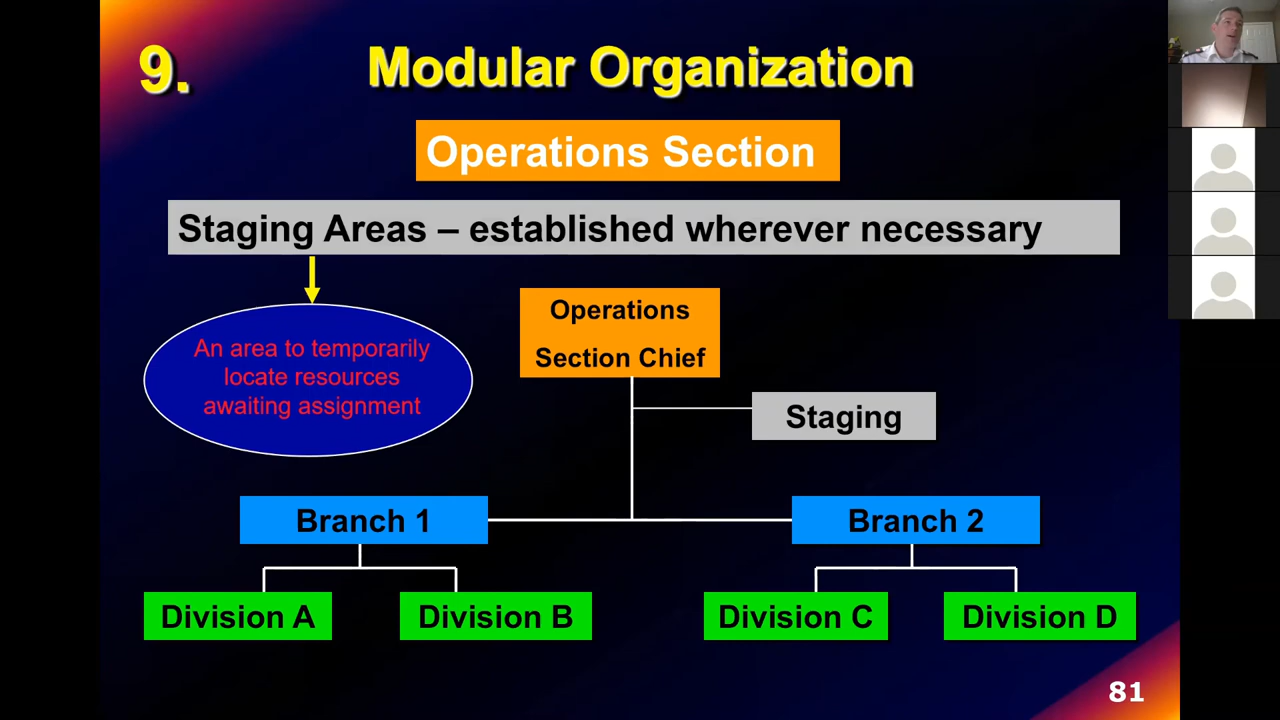 9.
Modular Organization
Operations Section
Staging Areas – established wherever necessary
An area to temporarily
locate resources
awaiting assignment
Operations
Section Chief
Staging
Branch 1
Branch 2
Division A
Division B
Division C
Division D
81